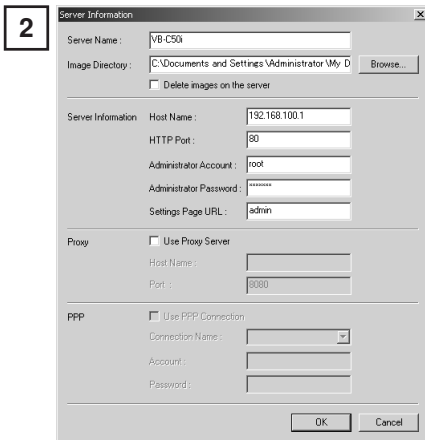 2
Server Information
Server Name : VB-C50i
Image Directory : C:\Documents and Settings\Administrator\My D Browse...
Delete images on the server
Server Information Host Name : 192.168.100.1
HTTP Port : 80
Administrator Account : root
Administrator Password : *******
Settings Page URL : admin
Proxy Use Proxy Server
Host Name :
Port : 8080
PPP Use PPP Connection
Connection Name :
Account :
Password :
OK Cancel